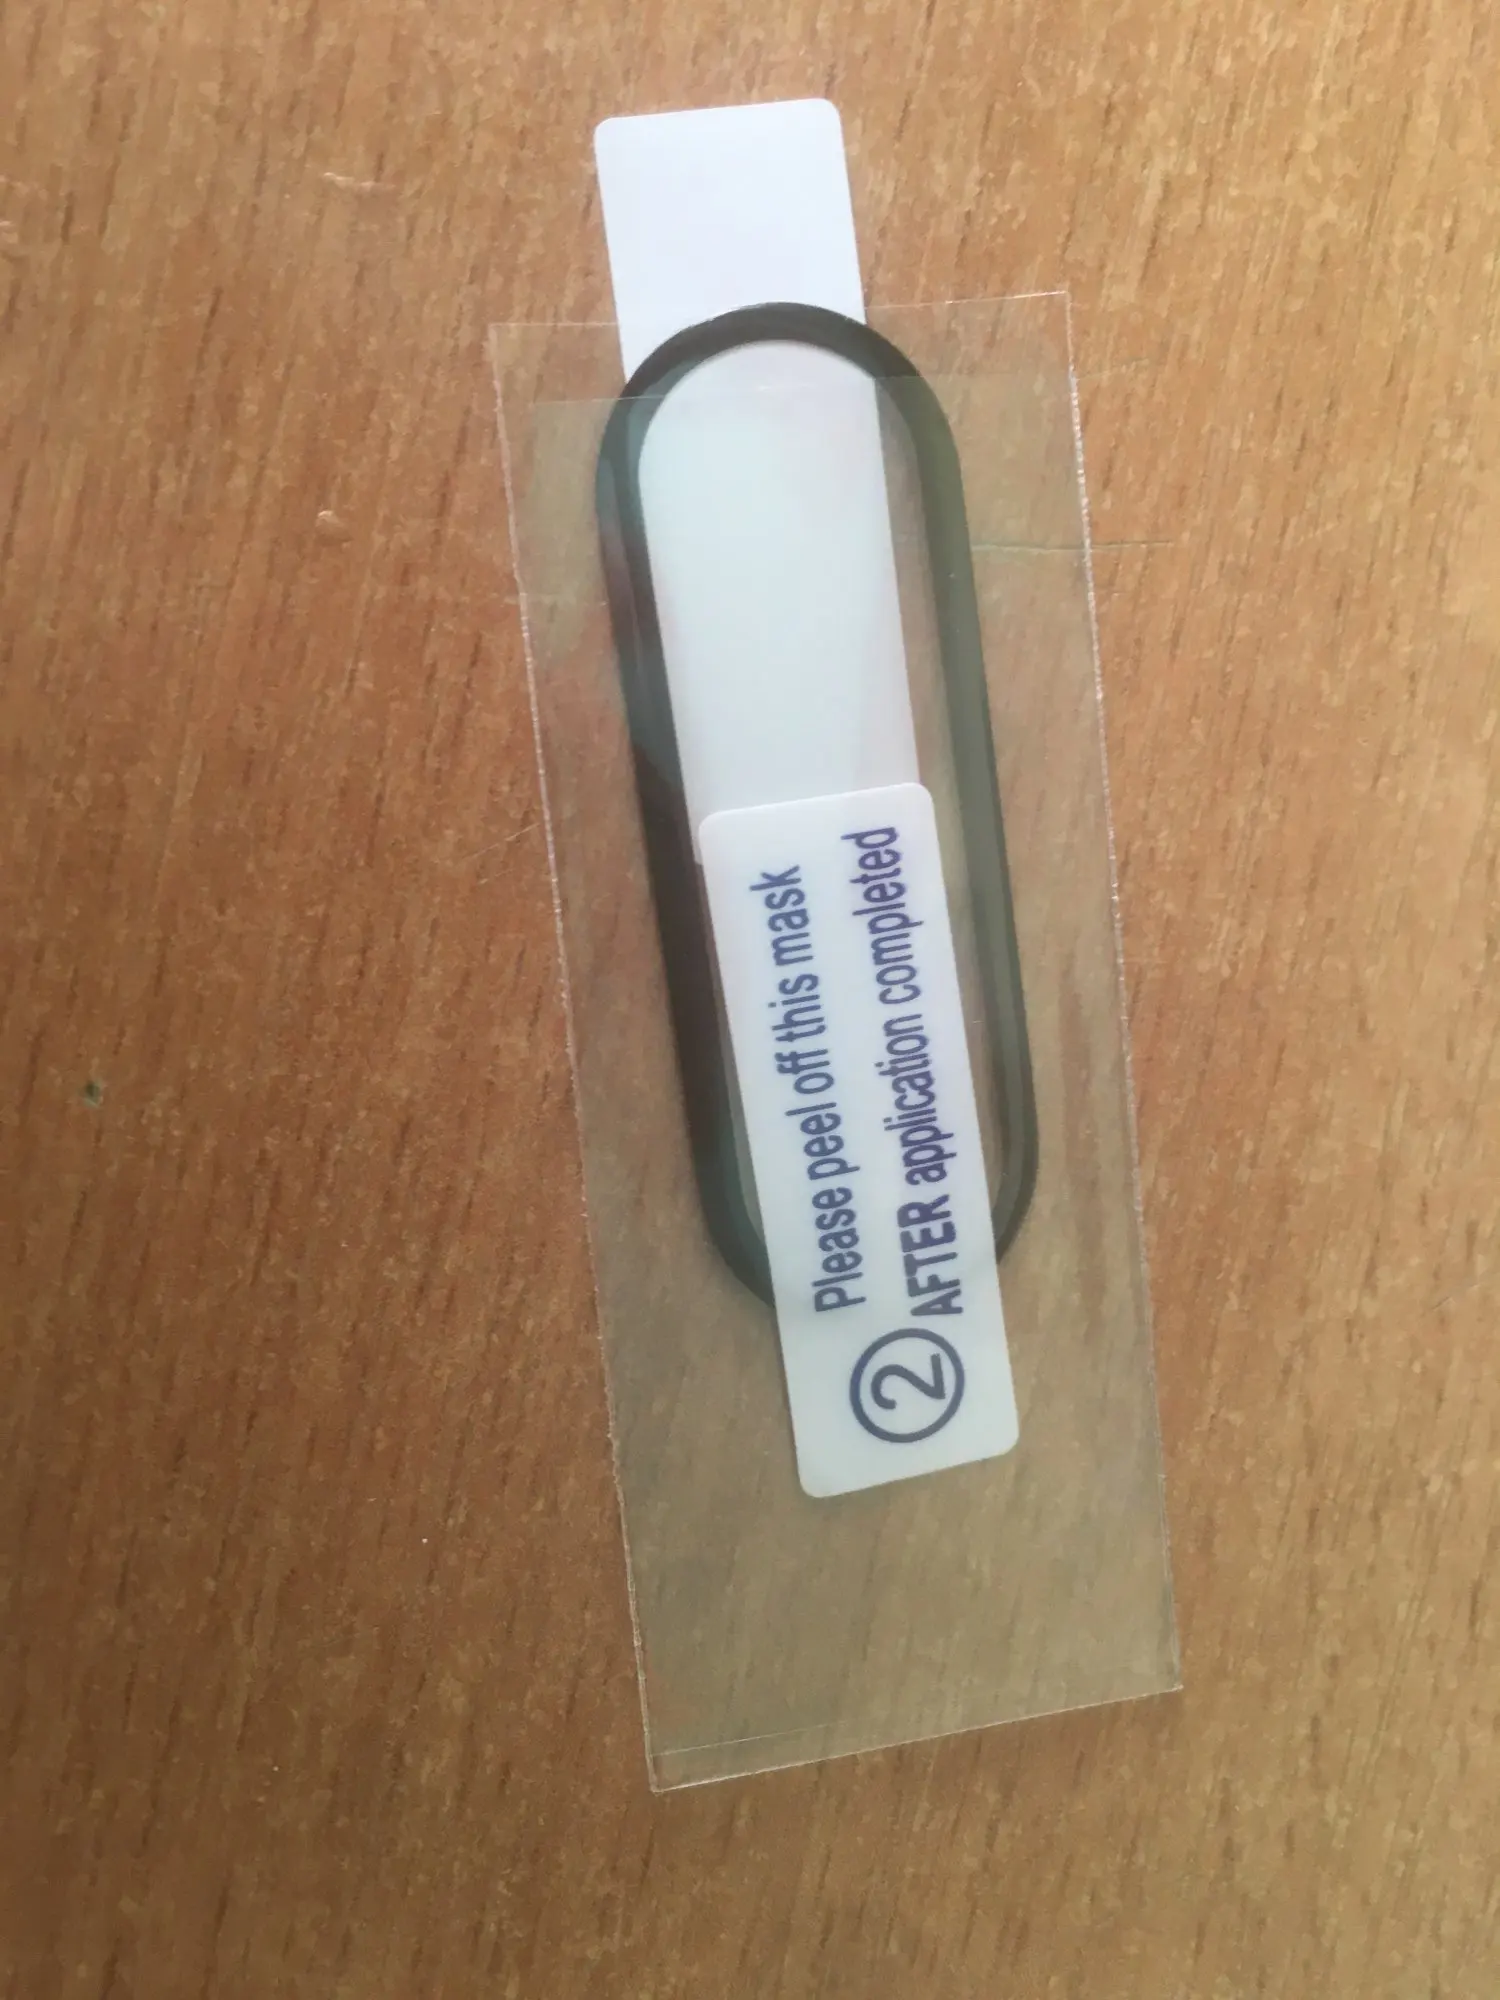 Please peel off this mask
② AFTER application completed